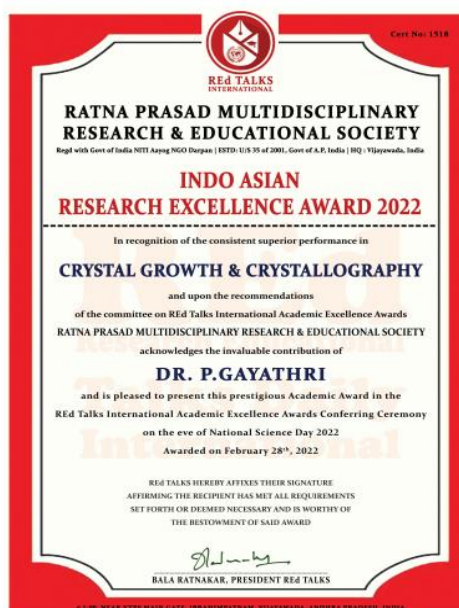 Cert No: 1518
REd TALKS
INTERNATIONAL
RATNA PRASAD MULTIDISCIPLINARY
RESEARCH & EDUCATIONAL SOCIETY
Regd with Govt of India NITI Aayog NGO Darpan | ESTD: U/S 35 of 2001, Govt of A.P, India | HQ : Vijayawada, India
INDO ASIAN
RESEARCH EXCELLENCE AWARD 2022
In recognition of the consistent superior performance in
CRYSTAL GROWTH & CRYSTALLOGRAPHY
and upon the recommendations
of the committee on REd Talks International Academic Excellence Awards
RATNA PRASAD MULTIDISCIPLINARY RESEARCH & EDUCATIONAL SOCIETY
acknowledges the invaluable contribution of
DR. P.GAYATHRI
and is pleased to present this prestigious Academic Award in the
REd Talks International Academic Excellence Awards Conferring Ceremony
on the eve of National Science Day 2022
Awarded on February 28th, 2022
REd TALKS HEREBY AFFIXES THEIR SIGNATURE
AFFIRMING THE RECIPIENT HAS MET ALL REQUIREMENTS
SET FORTH OR DEEMED NECESSARY AND IS WORTHY OF
THE BESTOWMENT OF SAID AWARD
BALA RATNAKAR, PRESIDENT REd TALKS